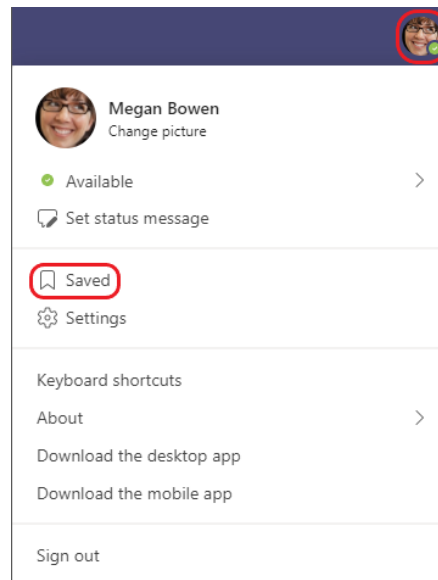 Megan Bowen
Change picture
Available
Set status message
Saved
Settings
Keyboard shortcuts
About
Download the desktop app
Download the mobile app
Sign out